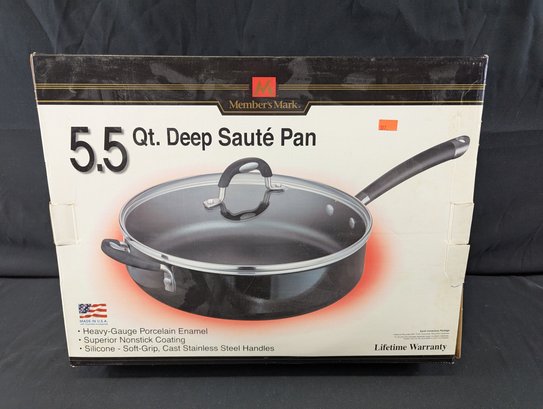 Member's Mark
5.5 Qt. Deep Sauté Pan
MADE IN U.S.A.
• Heavy-Gauge Porcelain Enamel
• Superior Nonstick Coating
• Silicone - Soft-Grip, Cast Stainless Steel Handles
Lifetime Warranty